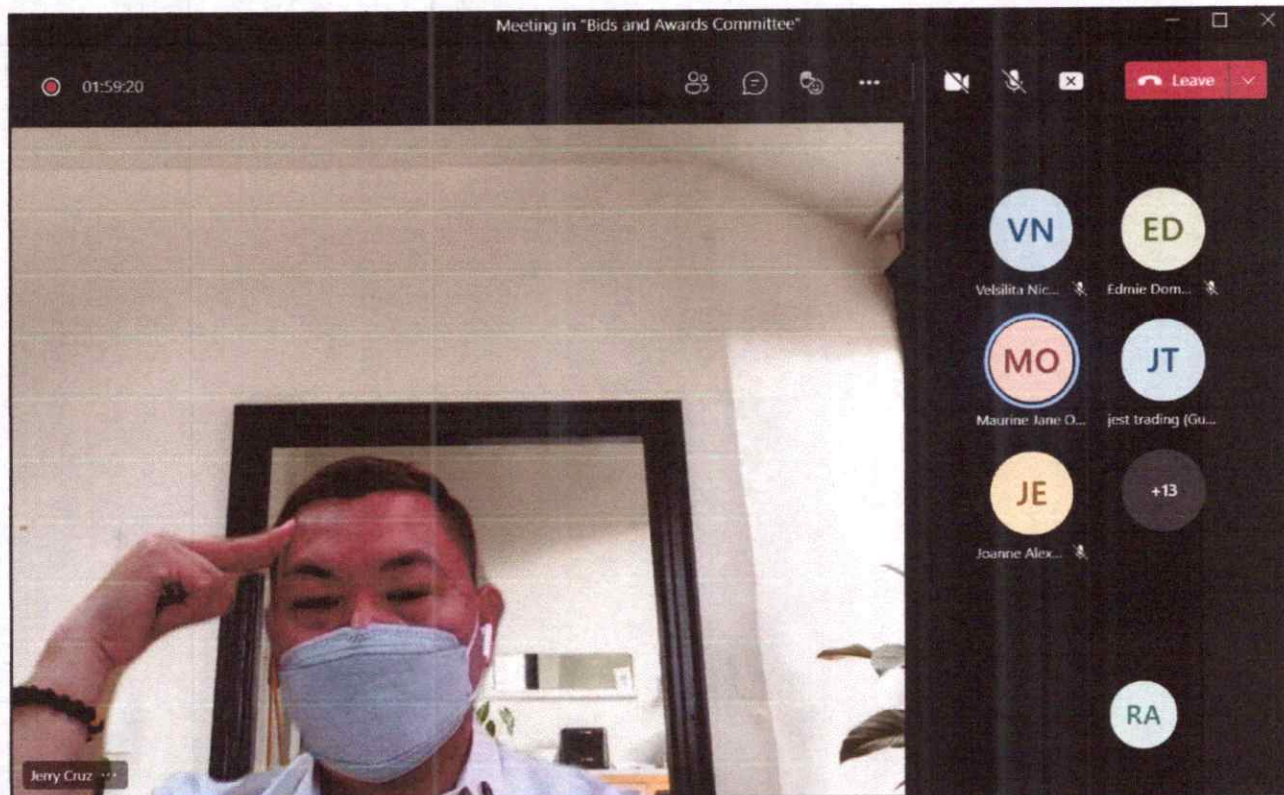 Meeting in "Bids and Awards Committee"
01:59:20
Leave
VN
ED
Velsilita Nic...
Edmie Dom...
MO
JT
Maurine Jane O...
jest trading (Gu...
JE
+13
Joanne Alex...
RA
Jerry Cruz ...